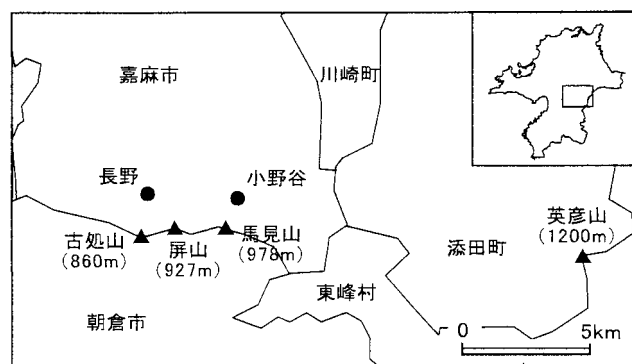 嘉麻市
川崎町
長野
小野谷
古処山
(860m)
屏山
(927m)
馬見山
(978m)
英彦山
(1200m)
添田町
東峰村
朝倉市
0 5km